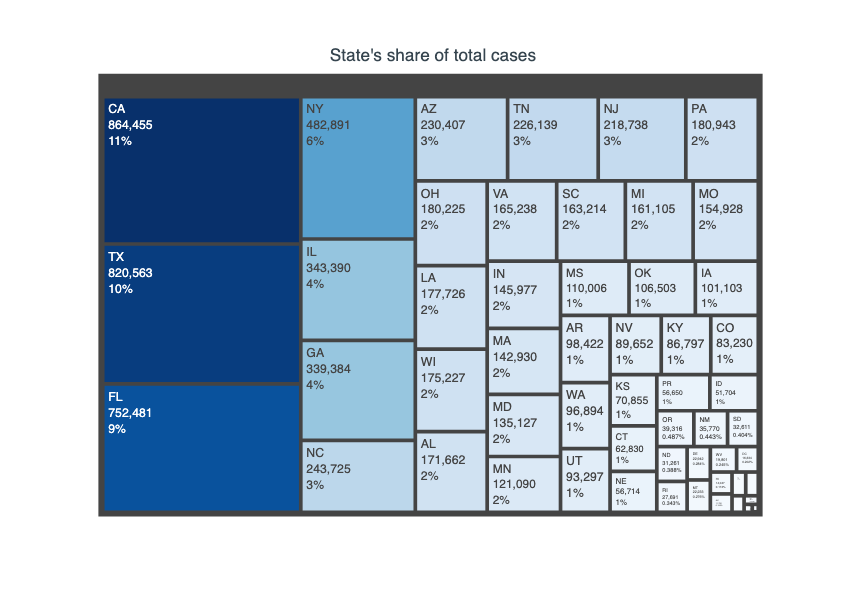 State's share of total cases
CA
864,455
11%
TX
820,563
10%
FL
752,481
9%
NY
482,891
6%
IL
343,390
4%
GA
339,384
4%
NC
243,725
3%
AZ
230,407
3%
TN
226,139
3%
NJ
218,738
3%
PA
180,943
2%
OH
180,225
2%
LA
177,726
2%
WI
175,227
2%
AL
171,662
2%
VA
165,238
2%
SC
163,214
2%
MI
161,105
2%
MO
154,928
2%
IN
145,977
2%
MA
142,930
2%
MD
135,127
2%
MN
121,090
2%
MS
110,006
1%
OK
106,503
1%
IA
101,103
1%
AR
98,422
1%
WA
96,894
1%
UT
93,297
1%
NV
89,652
1%
KY
86,797
1%
CO
83,230
1%
KS
70,855
1%
CT
62,830
1%
NE
56,714
1%
PR
56,650
1%
ID
51,704
1%
OR
39,316
0.487%
NM
35,770
0.443%
SD
32,611
0.404%
ND
31,261
0.388%
RI
27,691
0.343%